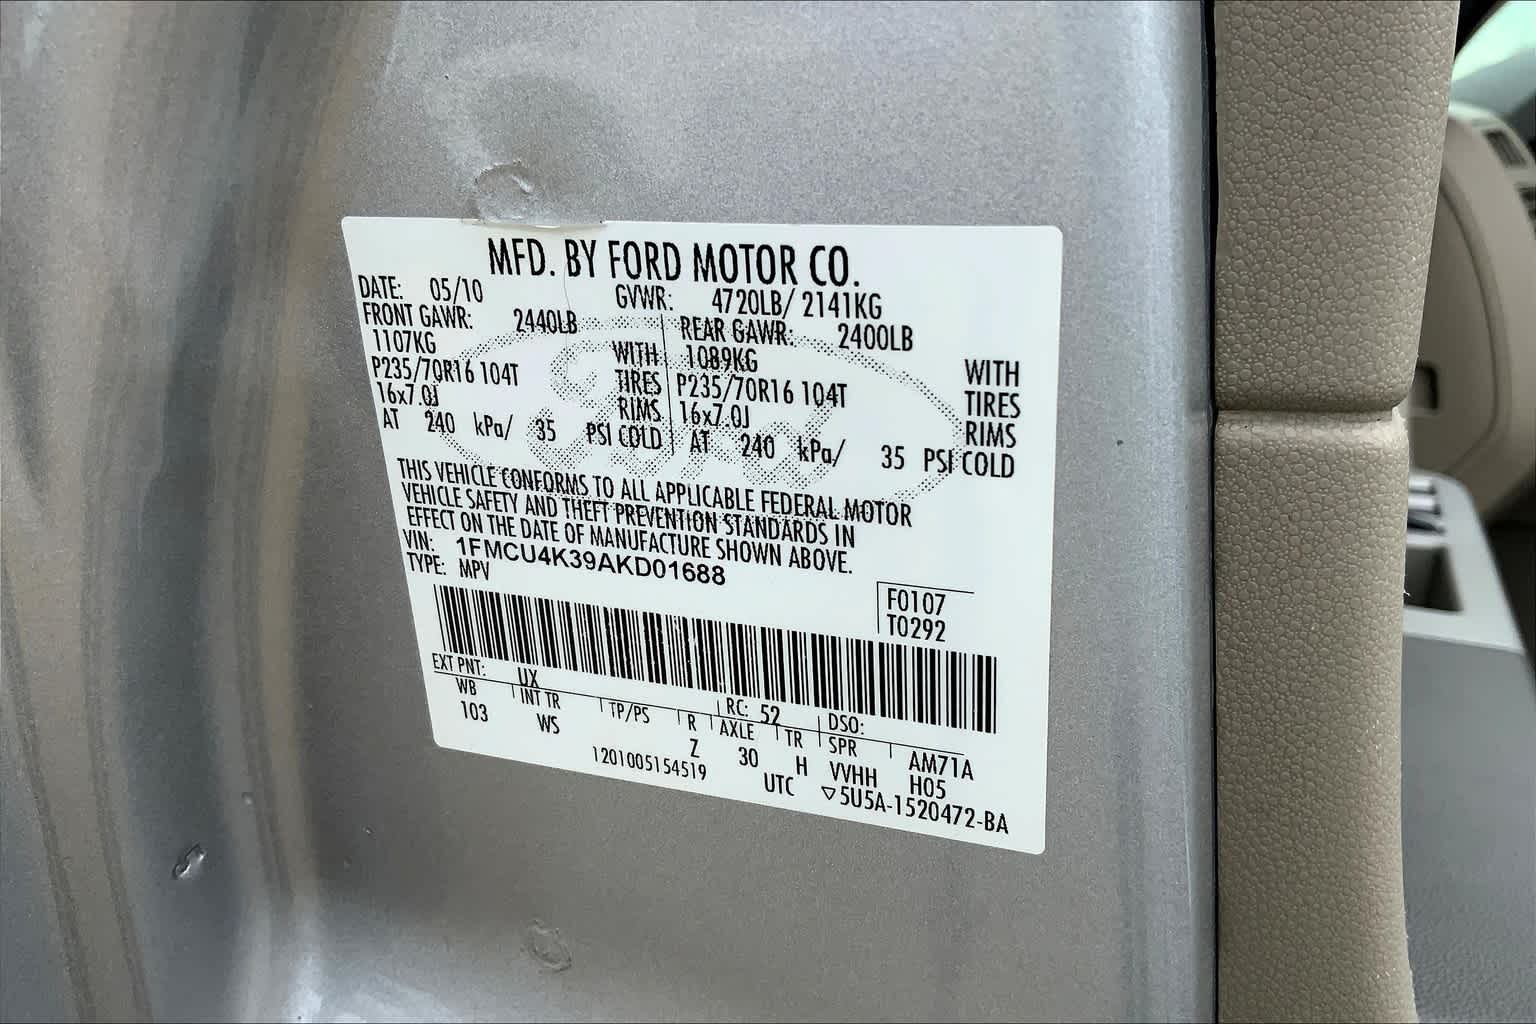 MFD. BY FORD MOTOR CO.
DATE: 05/10 GVWR: 4720LB/ 2141KG
FRONT GAWR: 2440LB REAR GAWR: 2400LB
1107KG WITH 1089KG WITH
P235/70R16 104T TIRES P235/70R16 104T TIRES
16x7.0J RIMS 16x7.0J RIMS
AT 240 kPa/ 35 PSI COLD AT 240 kPa/ 35 PSI COLD
THIS VEHICLE CONFORMS TO ALL APPLICABLE FEDERAL MOTOR
VEHICLE SAFETY AND THEFT PREVENTION STANDARDS IN
EFFECT ON THE DATE OF MANUFACTURE SHOWN ABOVE.
VIN: 1FMCU4K39AKD01688
TYPE: MPV
F0107
T0292
EXT PNT: UX RC: 52 DSO:
WB INT TR TP/PS R AXLE TR SPR AM71A
103 WS Z 30 H VVHH H05
1201005154519 UTC ▽5U5A-1520472-BA
Ford